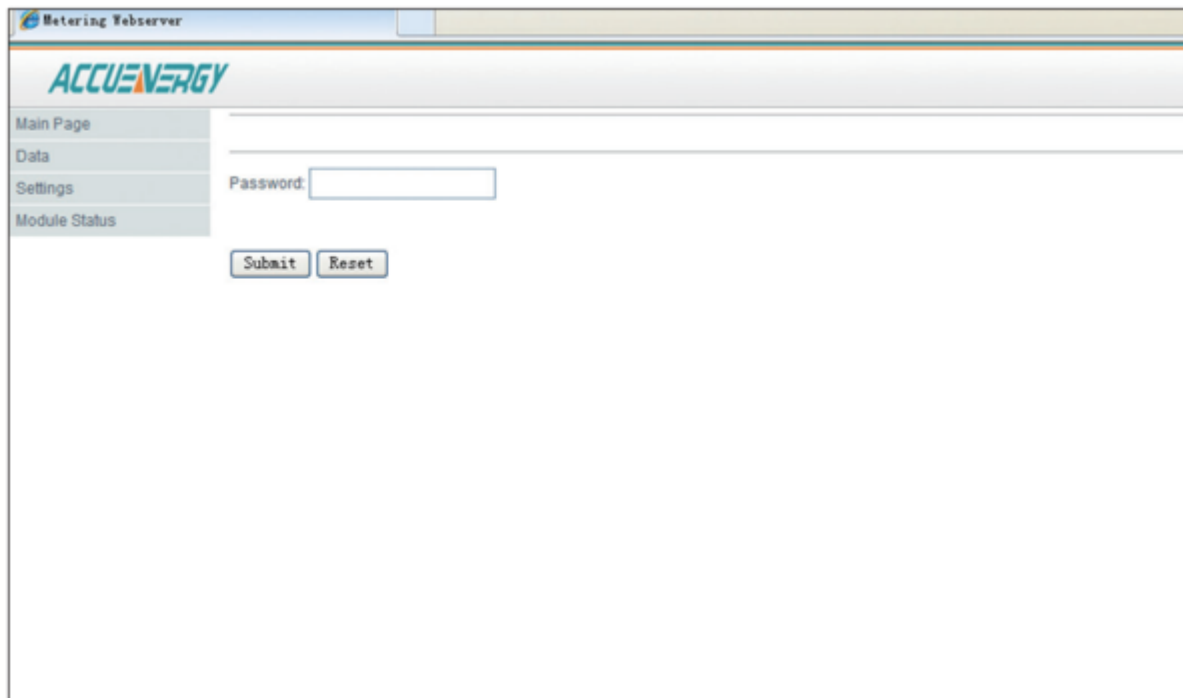 Metering Webserver
ACCUENERGY
Main Page
Data
Settings
Module Status
Password:
Submit Reset